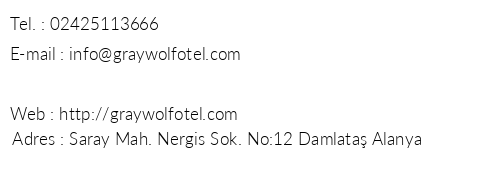 Tel. : 02425113666
E-mail : info@graywolfotel.com
Web : http://graywolfotel.com
Adres : Saray Mah. Nergis Sok. No:12 Damlataş Alanya